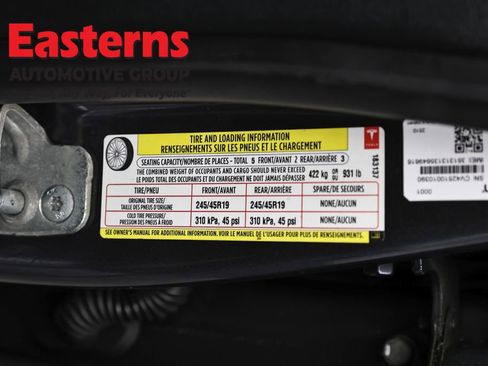 Easterns
AUTOMOTIVE GROUP
TIRE AND LOADING INFORMATION
RENSEIGNEMENTS SUR LES PNEUS ET LE CHARGEMENT
SEATING CAPACITY/NOMBRE DE PLACES - TOTAL 5 FRONT/AVANT 2 REAR/ARRIÈRE 3
THE COMBINED WEIGHT OF OCCUPANTS AND CARGO SHOULD NEVER EXCEED
LE POIDS TOTAL DES OCCUPANTS ET DU CHARGEMENT NE DOIT JAMAIS DÉPASSER
422 kg 931 lb
TIRE/PNEU FRONT/AVANT REAR/ARRIÈRE SPARE/DE SECOURS
ORIGINAL TIRE SIZE/
TAILLE DES PNEUS D'ORIGINE
245/45R19 245/45R19 NONE/AUCUN
COLD TIRE PRESSURE/
PRESSION DES PNEUS À FROID
310 kPa, 45 psi 310 kPa, 45 psi NONE/AUCUN
SEE OWNER'S MANUAL FOR ADDITIONAL INFORMATION. VOIR LE MANUEL DE L'USAGER POUR PLUS DE RENSEIGNEMENTS.
TESLA
183137
0001
Y